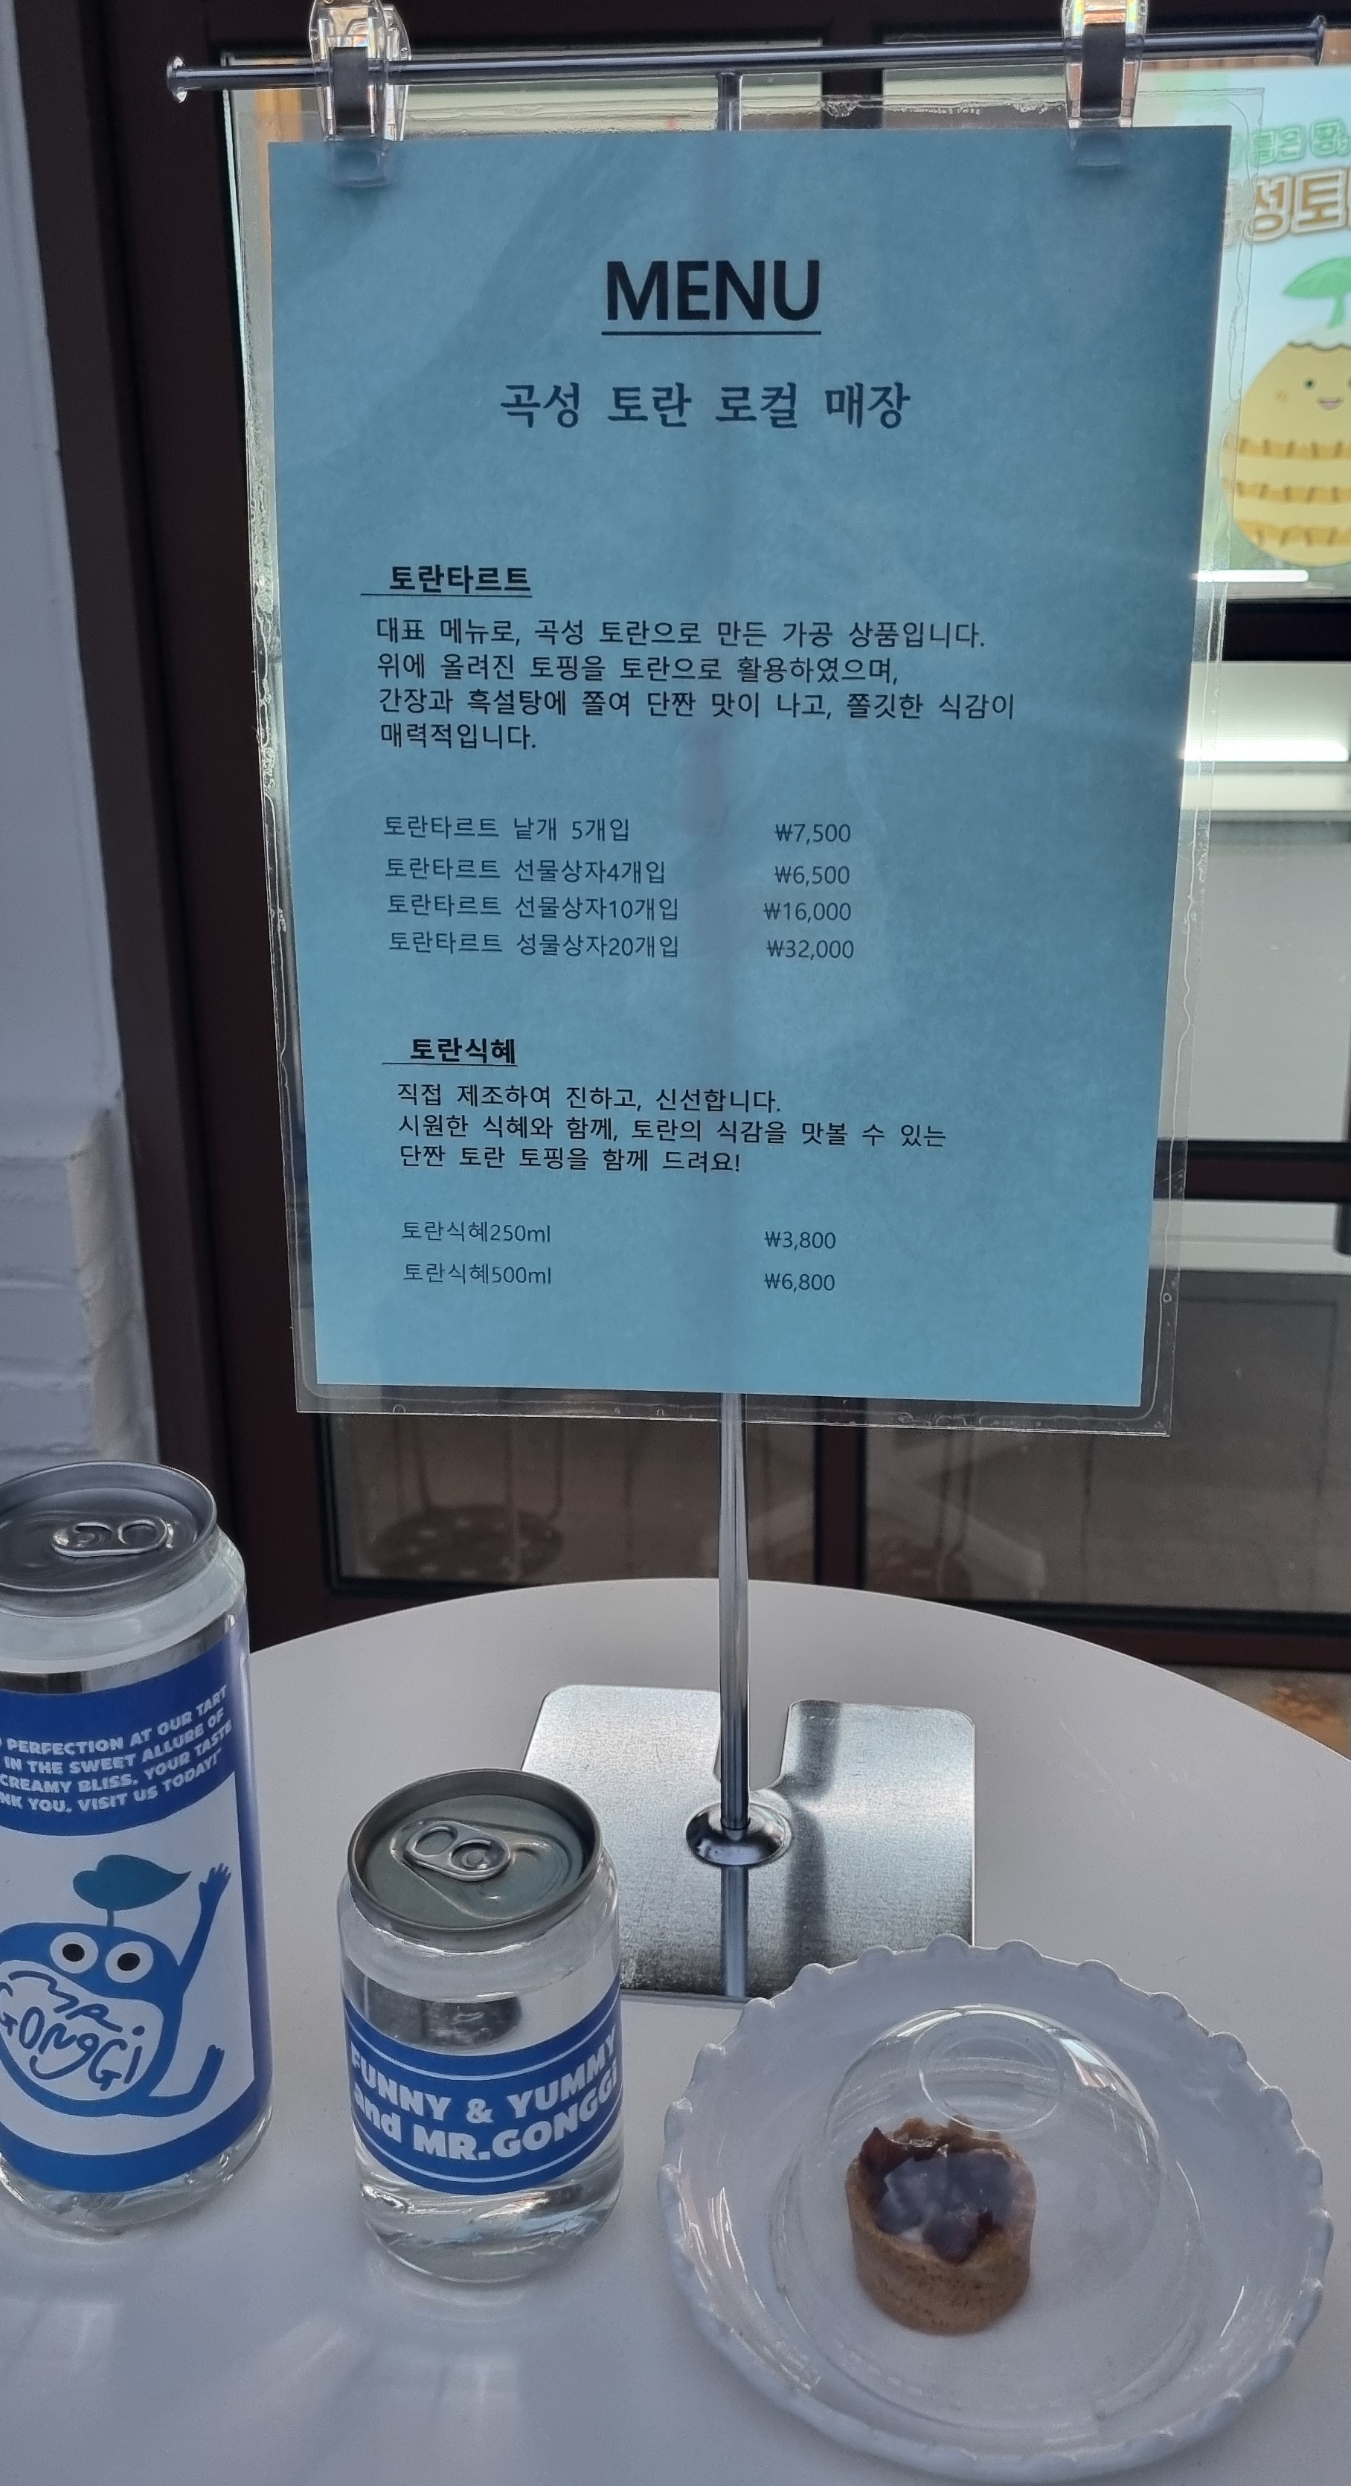 MENU
곡성 토란 로컬 매장
토란타르트
대표 메뉴로, 곡성 토란으로 만든 가공 상품입니다.
위에 올려진 토핑을 토란으로 활용하였으며,
간장과 흑설탕에 쫄여 단짠 맛이 나고, 쫄깃한 식감이
매력적입니다.
토란타르트 낱개 5개입 ₩7,500
토란타르트 선물상자4개입 ₩6,500
토란타르트 선물상자10개입 ₩16,000
토란타르트 성물상자20개입 ₩32,000
토란식혜
직접 제조하여 진하고, 신선합니다.
시원한 식혜와 함께, 토란의 식감을 맛볼 수 있는
단짠 토란 토핑을 함께 드려요!
토란식혜250ml ₩3,800
토란식혜500ml ₩6,800
PERFECTION AT OUR TART
IN THE SWEET ALLURE OF
CREAMY BLISS. YOUR TASTE
YOU. VISIT US TODAY!
MR
GONGGi
FUNNY & YUMMY
and MR.GONGGi